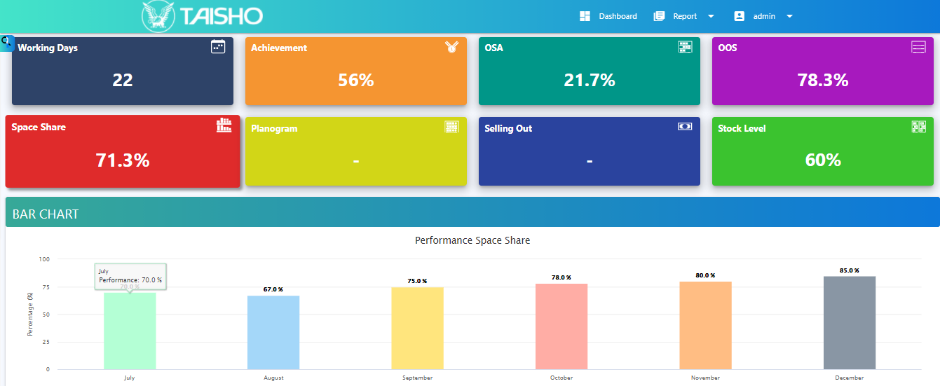 TAISHO
Dashboard
Report
admin
Working Days
22
Achievement
56%
OSA
21.7%
OOS
78.3%
Space Share
71.3%
Planogram
-
Selling Out
-
Stock Level
60%
BAR CHART
Performance Space Share
Percentage (%)
100
75
50
25
0
July
Performance: 70.0 %
67.0 %
75.0 %
78.0 %
80.0 %
85.0 %
July
August
September
October
November
December